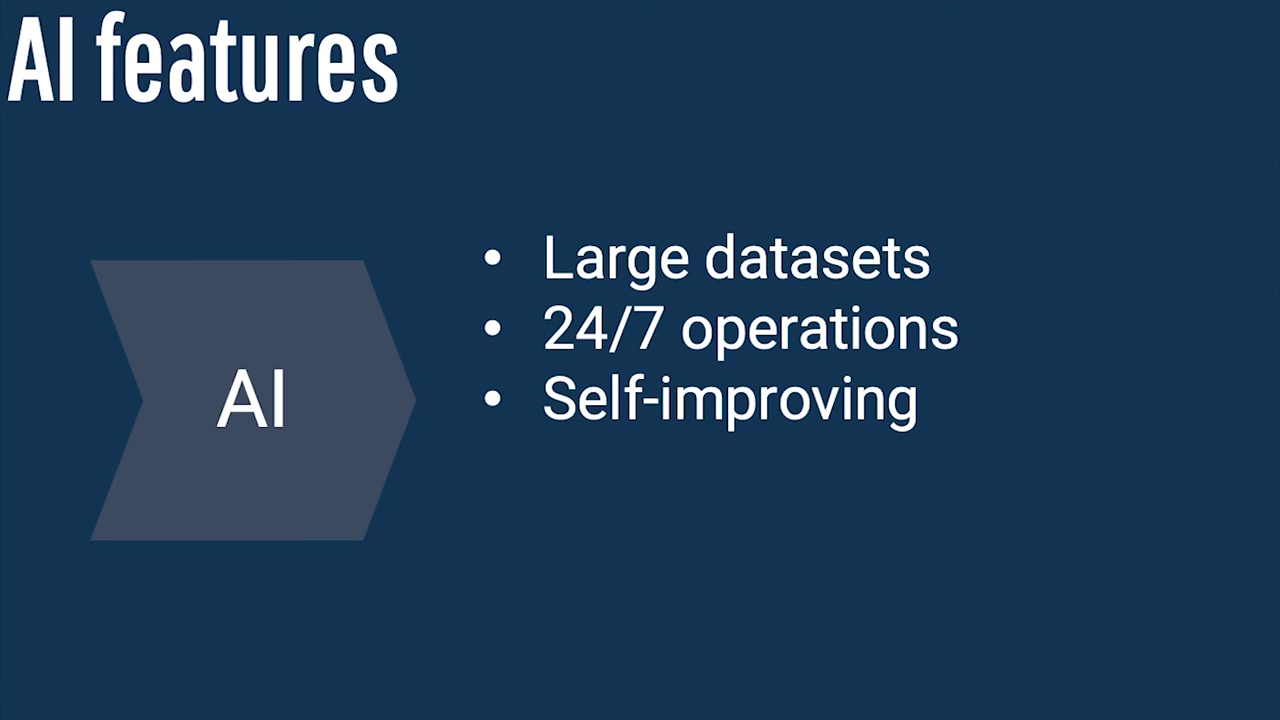 AI features
AI
• Large datasets
• 24/7 operations
• Self-improving